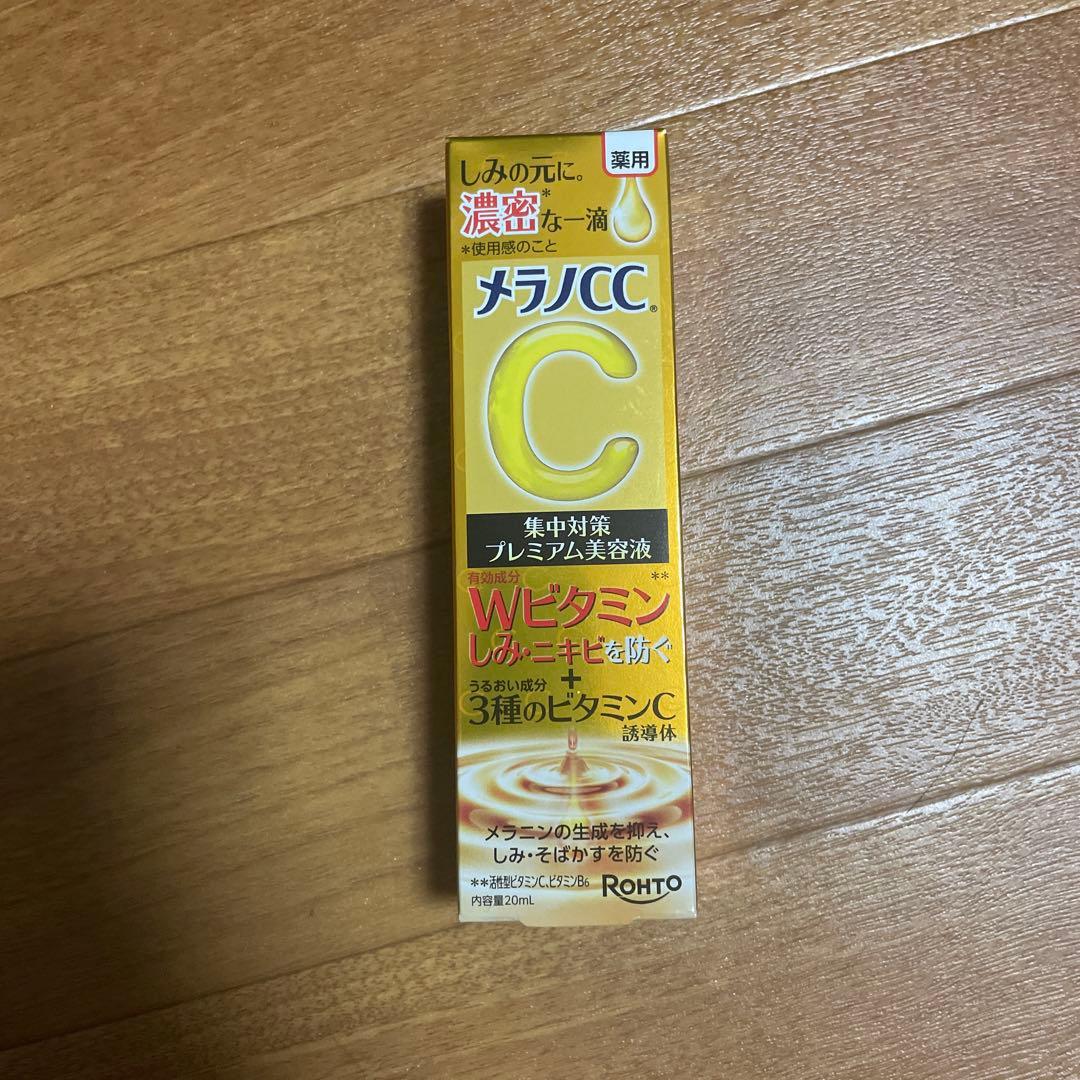 薬用
しみの元に。
濃密*な一滴
*使用感のこと
メラノCC®
C
集中対策
プレミアム美容液
有効成分
Wビタミン**
しみ・ニキビを防ぐ
+
うるおい成分
3種のビタミンC
誘導体
メラニンの生成を抑え、
しみ・そばかすを防ぐ
**活性型ビタミンC、ビタミンB6
ROHTO
内容量20mL